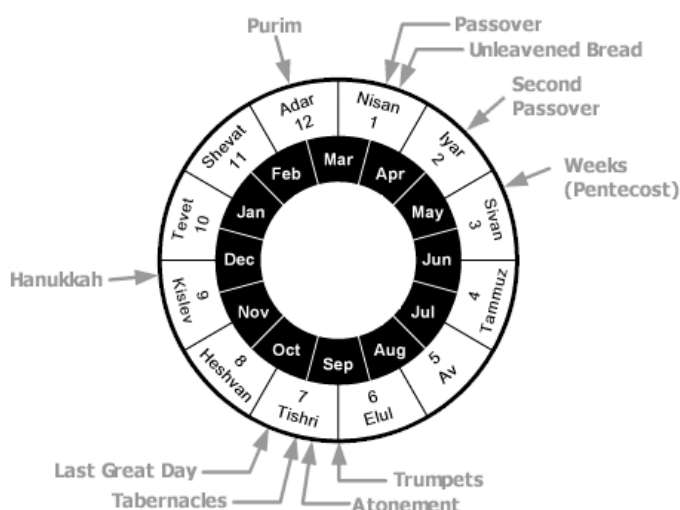 Purim
Passover
Unleavened Bread
Second
Passover
Weeks
(Pentecost)
Hanukkah
Last Great Day
Tabernacles
Trumpets
Atonement
Nisan
1
Iyar
2
Sivan
3
4
Tammuz
5
Av
6
Elul
7
Tishri
8
Heshvan
9
Kislev
Tevet
10
Shevat
11
Adar
12
Mar
Apr
May
Jun
Jul
Aug
Sep
Oct
Nov
Dec
Jan
Feb